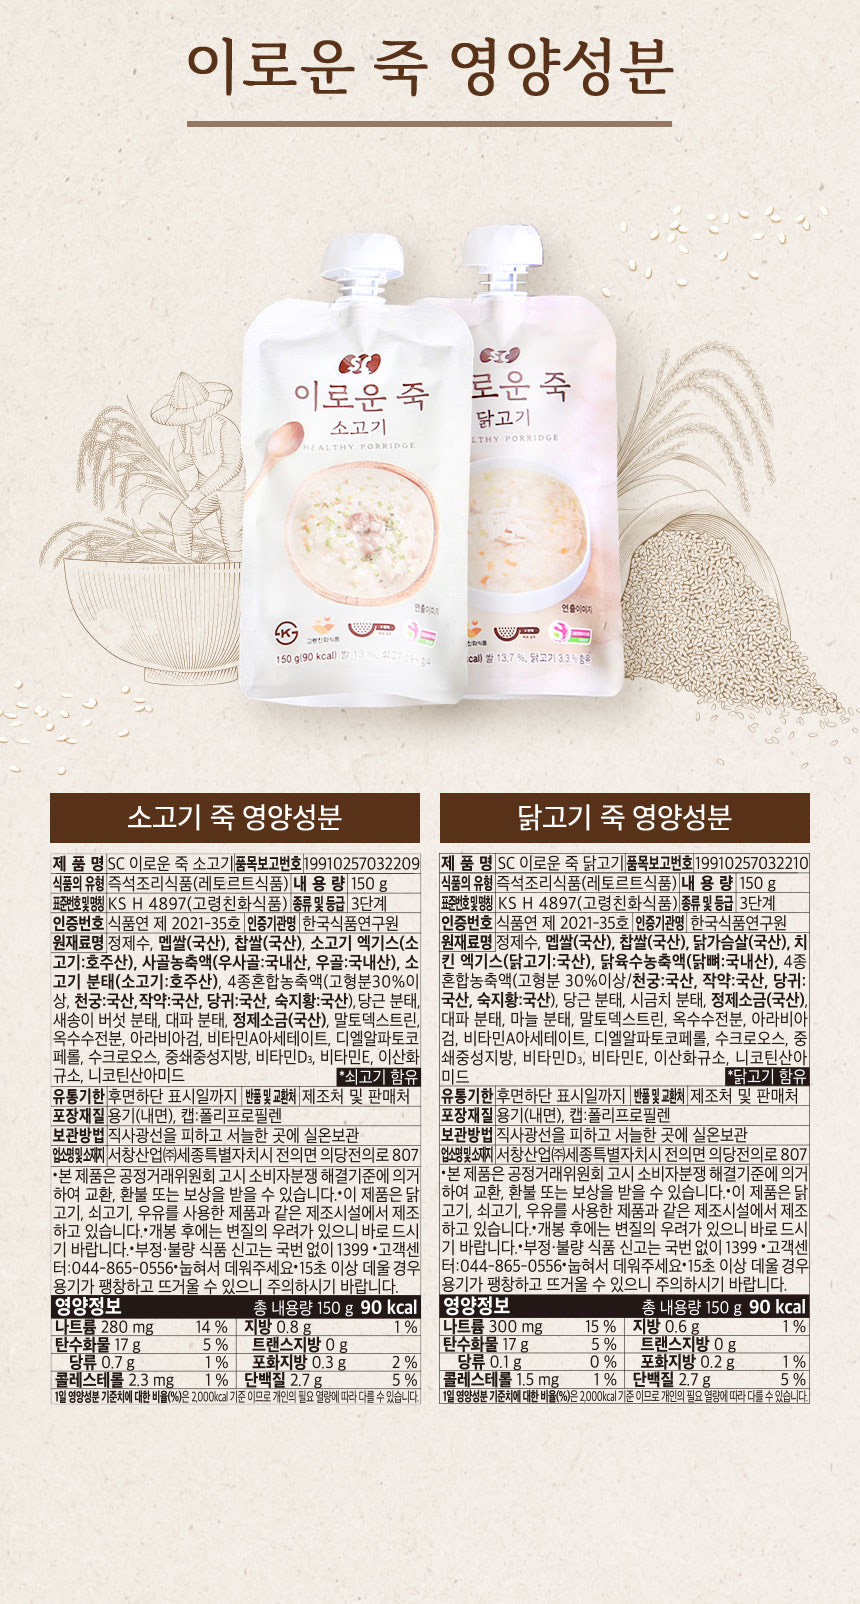 이로운 죽 영양성분
SC
이로운 죽
소고기
HEALTHY PORRIDGE
연출이미지
K
고령친화식품
150 g(90 kcal) 쌀 13 %, 쇠고기
함유
SC
로운 죽
닭고기
LTHY PORRIDGE
연출이미지
친화식품
kcal) 쌀 13.7 %, 닭고기 3.3 % 함유
소고기 죽 영양성분
제 품 명 SC 이로운 죽 소고기 품목보고번호 19910257032209
식품의 유형 즉석조리식품(레토르트식품) 내 용 량 150 g
표준번호 및 명칭 KS H 4897(고령친화식품) 종류 및 등급 3단계
인증번호 식품연 제 2021-35호 인증기관명 한국식품연구원
원재료명 정제수, 멥쌀(국산), 찹쌀(국산), 소고기 엑기스(소
고기:호주산), 사골농축액(우사골:국내산, 우골:국내산), 소
고기 분태(소고기:호주산), 4종혼합농축액(고형분30%이
상, 천궁:국산,작약:국산, 당귀:국산, 숙지황:국산),당근 분태,
새송이 버섯 분태, 대파 분태, 정제소금(국산), 말토덱스트린,
옥수수전분, 아라비아검, 비타민A아세테이트, 디엘알파토코
페롤, 수크로오스, 중쇄중성지방, 비타민D₃, 비타민E, 이산화
규소, 니코틴산아미드 *쇠고기 함유
유통기한 후면하단 표시일까지 반품 및 교환처 제조처 및 판매처
포장재질 용기(내면), 캡:폴리프로필렌
보관방법 직사광선을 피하고 서늘한 곳에 실온보관
업소명 및 소재지 서창산업㈜세종특별자치시 전의면 의당전의로 807
•본 제품은 공정거래위원회 고시 소비자분쟁 해결기준에 의거
하여 교환, 환불 또는 보상을 받을 수 있습니다.•이 제품은 닭
고기, 쇠고기, 우유를 사용한 제품과 같은 제조시설에서 제조
하고 있습니다.•개봉 후에는 변질의 우려가 있으니 바로 드시
기 바랍니다.•부정·불량 식품 신고는 국번 없이 1399 •고객센
터:044-865-0556•눕혀서 데워주세요•15초 이상 데울 경우
용기가 팽창하고 뜨거울 수 있으니 주의하시기 바랍니다.
영양정보 총 내용량 150 g 90 kcal
나트륨 280 mg 14 % 지방 0.8 g 1 %
탄수화물 17 g 5 % 트랜스지방 0 g
당류 0.7 g 1 % 포화지방 0.3 g 2 %
콜레스테롤 2.3 mg 1 % 단백질 2.7 g 5 %
1일 영양성분 기준치에 대한 비율(%)은 2,000kcal 기준 이므로 개인의 필요 열량에 따라 다를 수 있습니다.
닭고기 죽 영양성분
제 품 명 SC 이로운 죽 닭고기 품목보고번호 19910257032210
식품의 유형 즉석조리식품(레토르트식품) 내 용 량 150 g
표준번호 및 명칭 KS H 4897(고령친화식품) 종류 및 등급 3단계
인증번호 식품연 제 2021-35호 인증기관명 한국식품연구원
원재료명 정제수, 멥쌀(국산), 찹쌀(국산), 닭가슴살(국산), 치
킨 엑기스(닭고기:국산), 닭육수농축액(닭뼈:국내산), 4종
혼합농축액(고형분 30%이상/천궁:국산, 작약:국산, 당귀:
국산, 숙지황:국산), 당근 분태, 시금치 분태, 정제소금(국산),
대파 분태, 마늘 분태, 말토덱스트린, 옥수수전분, 아라비아
검, 비타민A아세테이트, 디엘알파토코페롤, 수크로오스, 중
쇄중성지방, 비타민D₃, 비타민E, 이산화규소, 니코틴산아
미드 *닭고기 함유
유통기한 후면하단 표시일까지 반품 및 교환처 제조처 및 판매처
포장재질 용기(내면), 캡:폴리프로필렌
보관방법 직사광선을 피하고 서늘한 곳에 실온보관
업소명 및 소재지 서창산업㈜세종특별자치시 전의면 의당전의로 807
•본 제품은 공정거래위원회 고시 소비자분쟁 해결기준에 의거
하여 교환, 환불 또는 보상을 받을 수 있습니다.•이 제품은 닭
고기, 쇠고기, 우유를 사용한 제품과 같은 제조시설에서 제조
하고 있습니다.•개봉 후에는 변질의 우려가 있으니 바로 드시
기 바랍니다.•부정·불량 식품 신고는 국번 없이 1399 •고객센
터:044-865-0556•눕혀서 데워주세요•15초 이상 데울 경우
용기가 팽창하고 뜨거울 수 있으니 주의하시기 바랍니다.
영양정보 총 내용량 150 g 90 kcal
나트륨 300 mg 15 % 지방 0.6 g 1 %
탄수화물 17 g 5 % 트랜스지방 0 g
당류 0.1 g 0 % 포화지방 0.2 g 1 %
콜레스테롤 1.5 mg 1 % 단백질 2.7 g 5 %
1일 영양성분 기준치에 대한 비율(%)은 2,000kcal 기준 이므로 개인의 필요 열량에 따라 다를 수 있습니다.